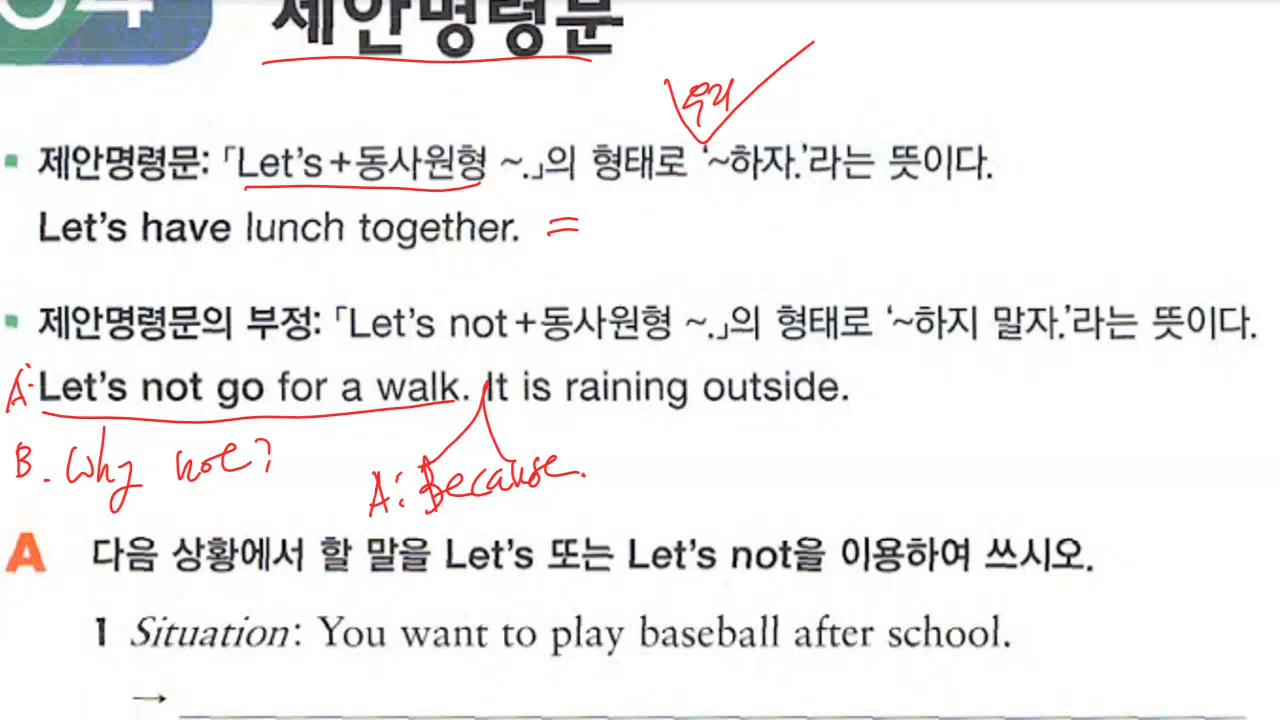 제안명령문
우리
제안명령문: 「Let's+동사원형 ~.」의 형태로 '~하자.'라는 뜻이다.
Let's have lunch together. =
제안명령문의 부정: 「Let's not+동사원형 ~.」의 형태로 '~하지 말자.'라는 뜻이다.
A: Let's not go for a walk. It is raining outside.
B. Why not?
A: Because.
A 다음 상황에서 할 말을 Let's 또는 Let's not을 이용하여 쓰시오.
1 Situation: You want to play baseball after school.
→